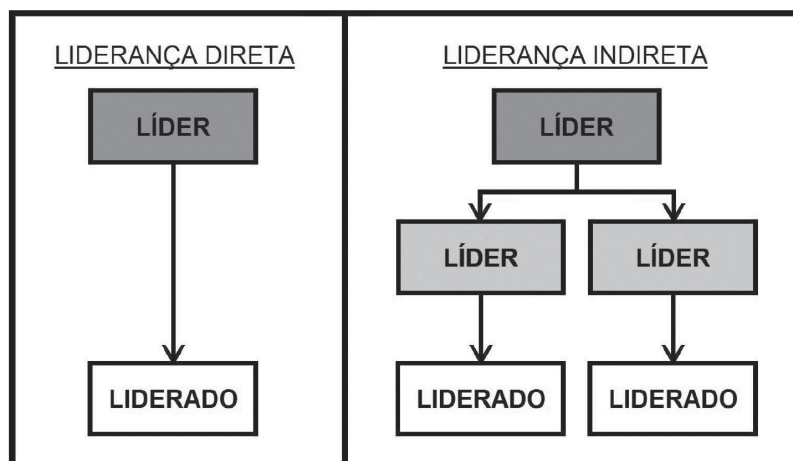 LIDERANÇA DIRETA
LÍDER
LIDERADO
LIDERANÇA INDIRETA
LÍDER
LÍDER
LÍDER
LIDERADO
LIDERADO